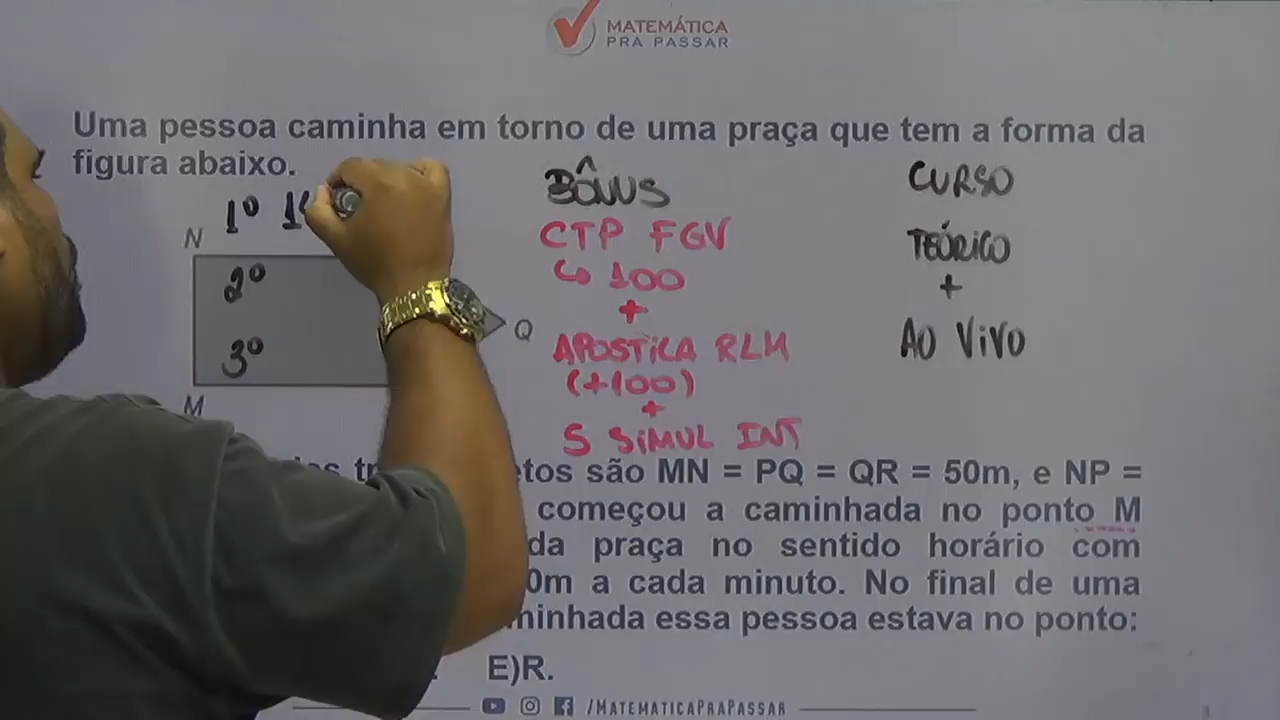 MATEMÁTICA
PRA PASSAR
Uma pessoa caminha em torno de uma praça que tem a forma da
figura abaixo.
1º
N
2º
3º
M
Q
BÔNUS
CTP FGV
↳ 100
+
APOSTiLA RLM
(+100)
+
5 SiMUL INT
CURSO
TEÓRiCO
+
AO ViVO
são MN = PQ = QR = 50m, e NP =
começou a caminhada no ponto M
da praça no sentido horário com
a cada minuto. No final de uma
essa pessoa estava no ponto:
E)R.
/MATEMATICAPRAPASSAR